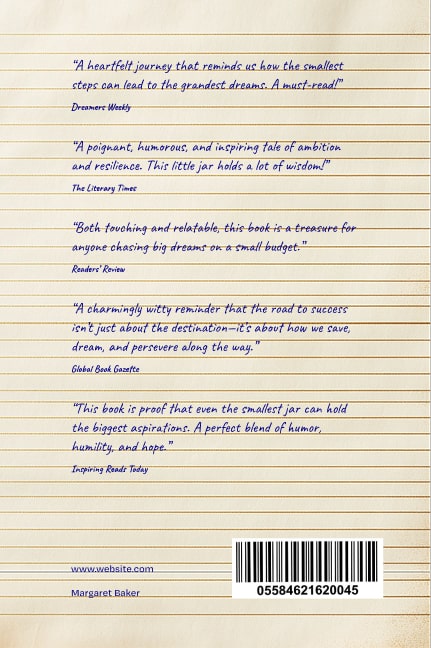 “A heartfelt journey that reminds us how the smallest
steps can lead to the grandest dreams. A must-read!”
Dreamers Weekly
“A poignant, humorous, and inspiring tale of ambition
and resilience. This little jar holds a lot of wisdom!”
The Literary Times
“Both touching and relatable, this book is a treasure for
anyone chasing big dreams on a small budget.”
Readers’ Review
“A charmingly witty reminder that the road to success
isn’t just about the destination—it’s about how we save,
dream, and persevere along the way.”
Global Book Gazette
“This book is proof that even the smallest jar can hold
the biggest aspirations. A perfect blend of humor,
humility, and hope.”
Inspiring Reads Today
www.website.com
Margaret Baker
05584621620045